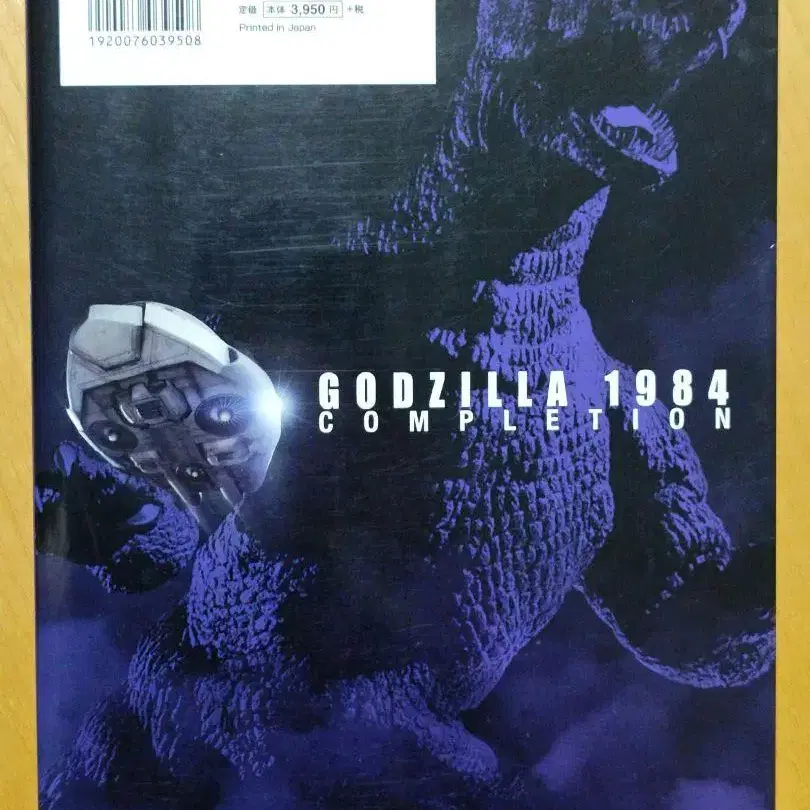 定価 本体 3,950 円 +税
1920076039508
Printed in Japan
GODZILLA 1984
COMPLETION